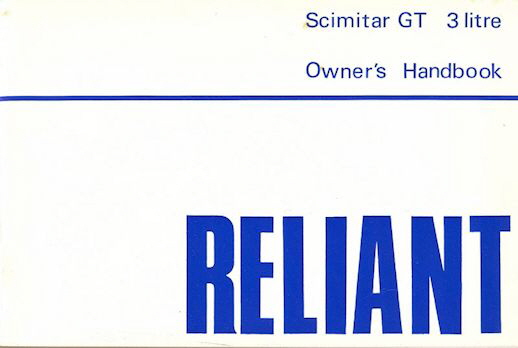 Scimitar GT 3 litre
Owner's Handbook
RELIANT